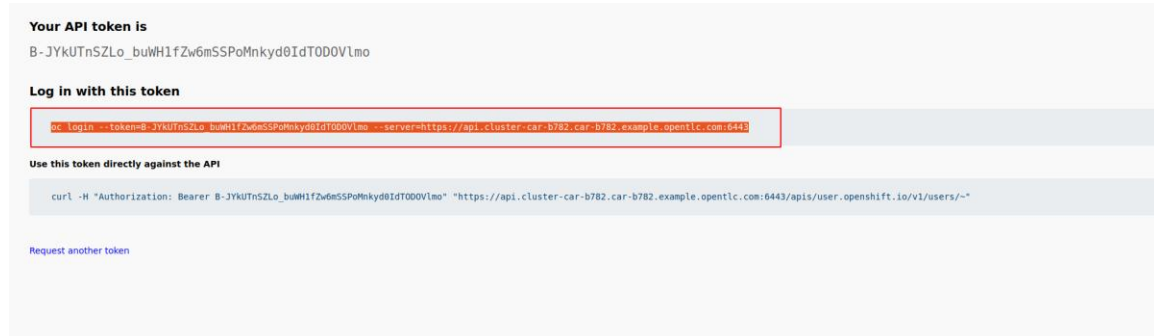 Your API token is
B-JYkUTnSZLo_buWH1fZw6mSSPoMnkyd0IdTODOVlmo
Log in with this token
oc login --token=B-JYkUTnSZLo_buWH1fZw6mSSPoMnkyd0IdTODOVlmo --server=https://api.cluster-car-b782.car-b782.example.opentlc.com:6443
Use this token directly against the API
curl -H "Authorization: Bearer B-JYkUTnSZLo_buWH1fZw6mSSPoMnkyd0IdTODOVlmo" "https://api.cluster-car-b782.car-b782.example.opentlc.com:6443/apis/user.openshift.io/v1/users/~"
Request another token